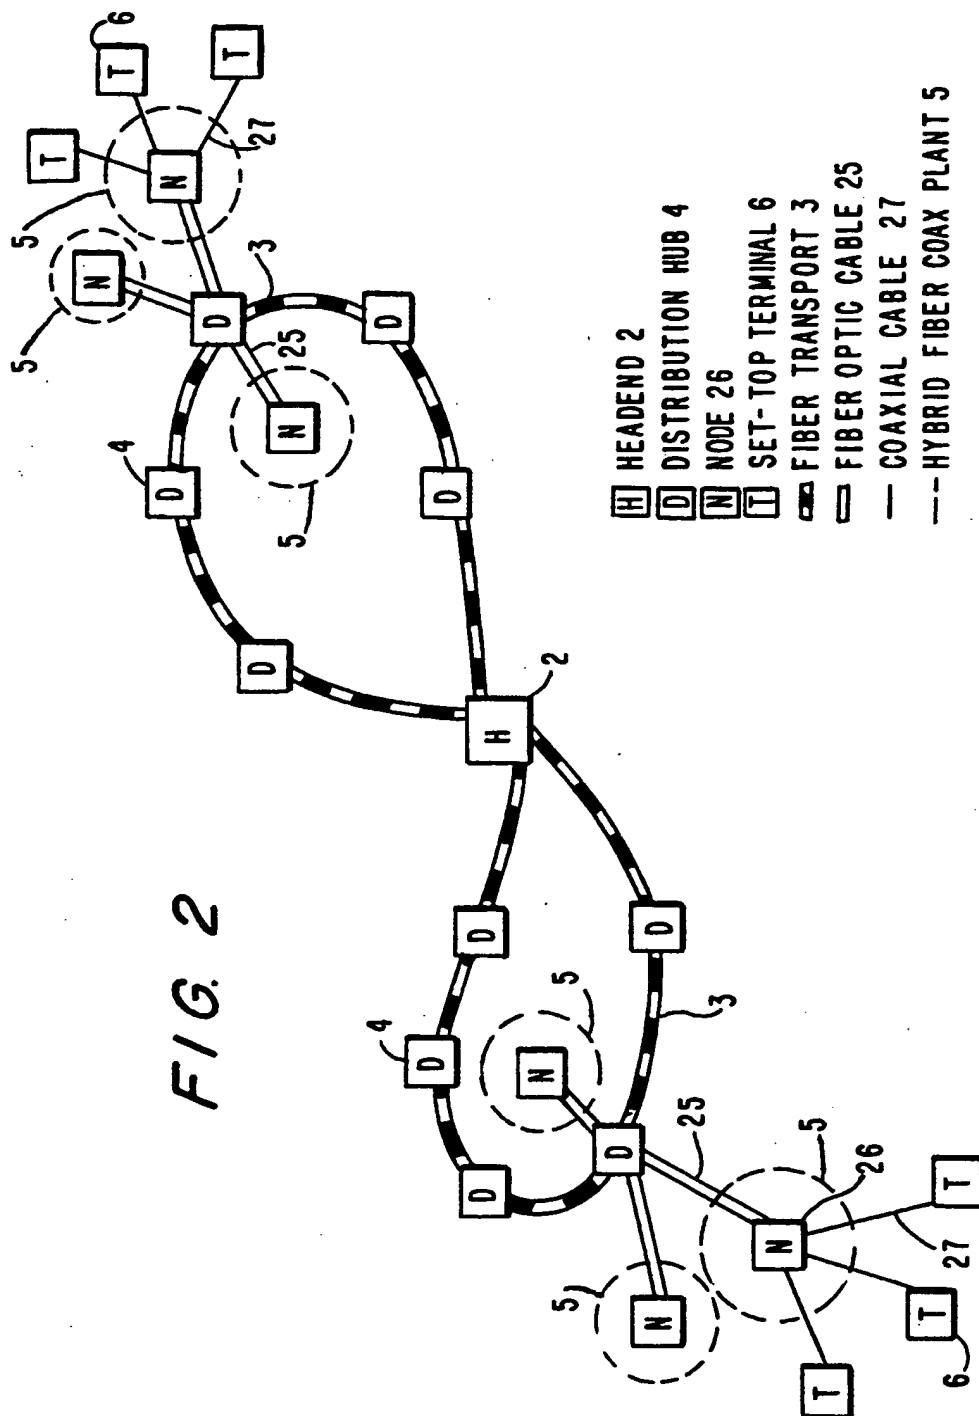 FIG. 2
5
T
5
N
6
T
5
N
4
D
D
T
27
3
D
25
5
N
4
D
D
D
D
D
H
2
N
5
5
D
N
D
25
3
N
5
T
26
T
T
27
6
H HEADEND 2
D DISTRIBUTION HUB 4
N NODE 26
T SET-TOP TERMINAL 6
FIBER TRANSPORT 3
FIBER OPTIC CABLE 25
COAXIAL CABLE 27
HYBRID FIBER COAX PLANT 5